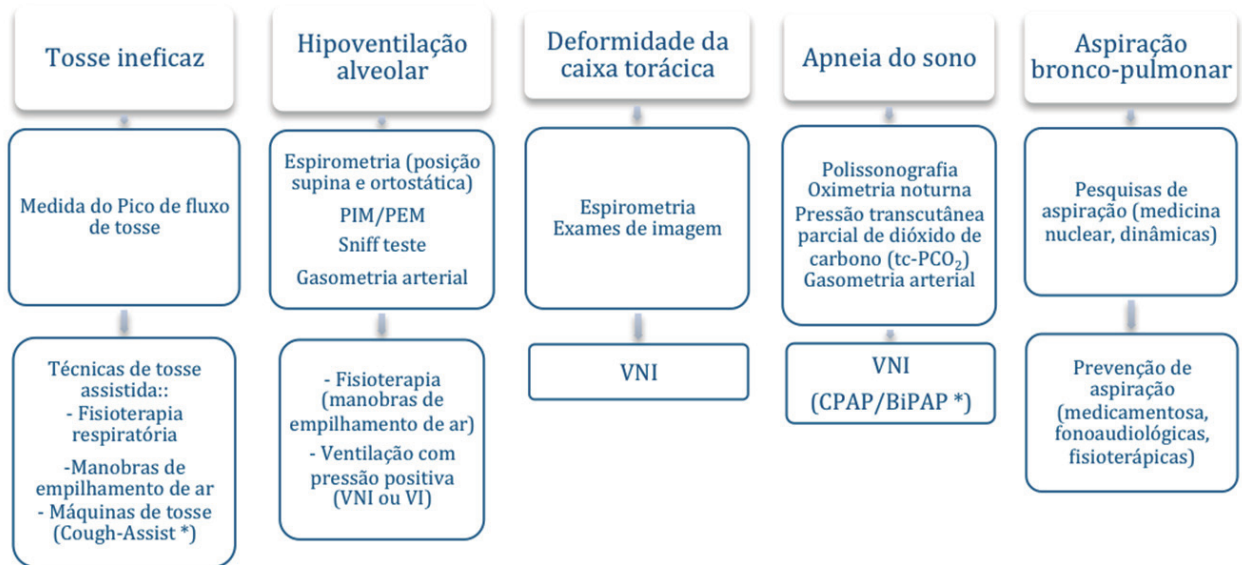 Tosse ineficaz
Medida do Pico de fluxo
de tosse
Técnicas de tosse
assistida::
- Fisioterapia
respiratória
-Manobras de
empilhamento de ar
- Máquinas de tosse
(Cough-Assist *)
Hipoventilação
alveolar
Espirometria (posição
supina e ortostática)
PIM/PEM
Sniff teste
Gasometria arterial
- Fisioterapia
(manobras de
empilhamento de ar)
- Ventilação com
pressão positiva
(VNI ou VI)
Deformidade da
caixa torácica
Espirometria
Exames de imagem
VNI
Apneia do sono
Polissonografia
Oximetria noturna
Pressão transcutânea
parcial de dióxido de
carbono (tc-PCO₂)
Gasometria arterial
VNI
(CPAP/BiPAP *)
Aspiração
bronco-pulmonar
Pesquisas de
aspiração (medicina
nuclear, dinâmicas)
Prevenção de
aspiração
(medicamentosa,
fonoaudiológicas,
fisioterápicas)